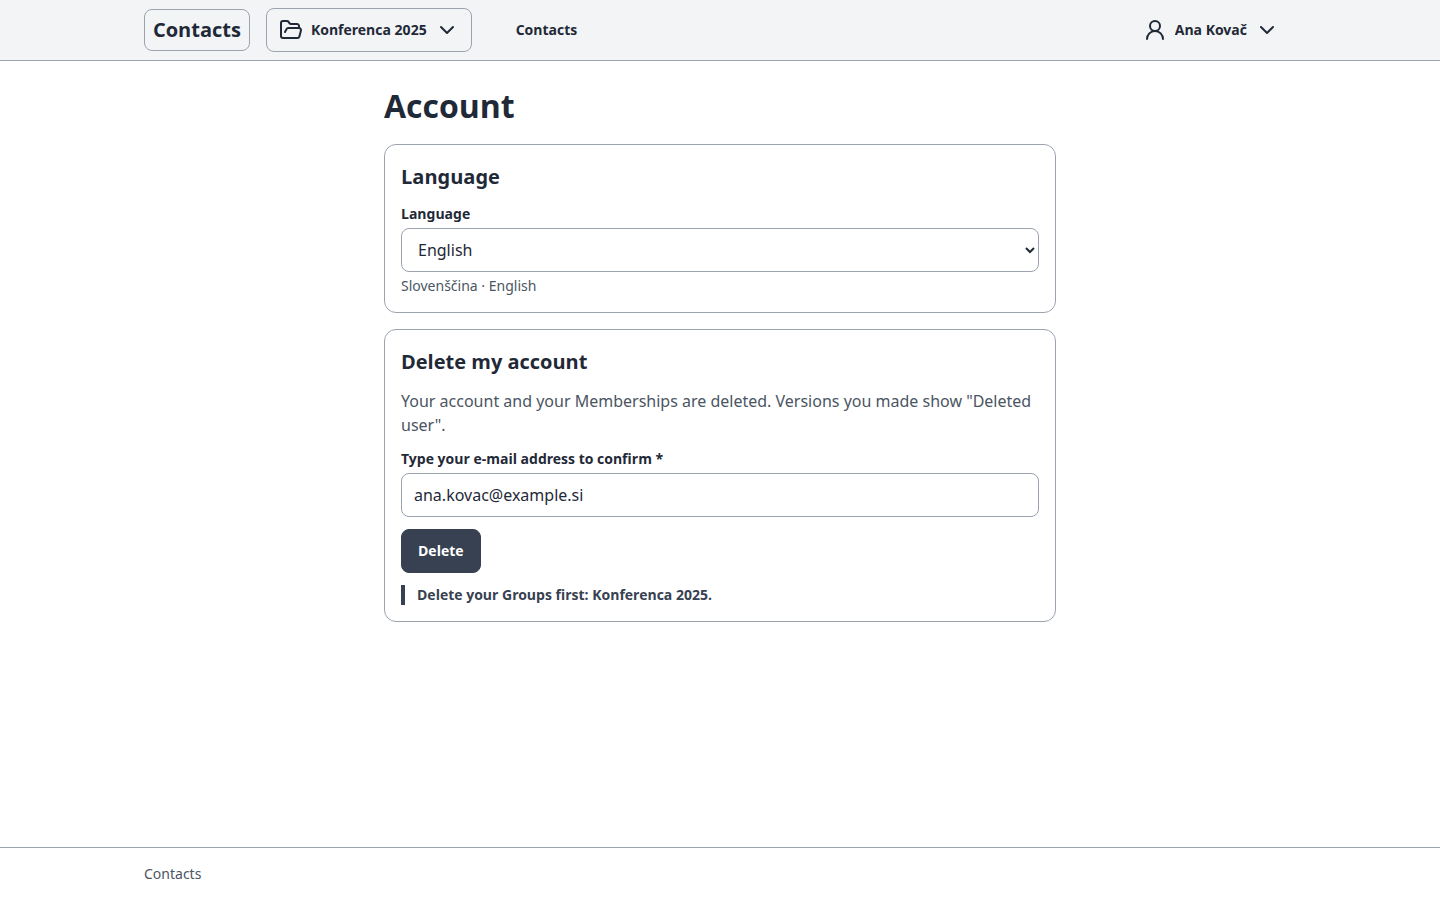 Contacts
Konferenca 2025
Contacts
Ana Kovač
Account
Language
Language
English
Slovenščina · English
Delete my account
Your account and your Memberships are deleted. Versions you made show "Deleted
user".
Type your e-mail address to confirm *
ana.kovac@example.si
Delete
Delete your Groups first: Konferenca 2025.
Contacts